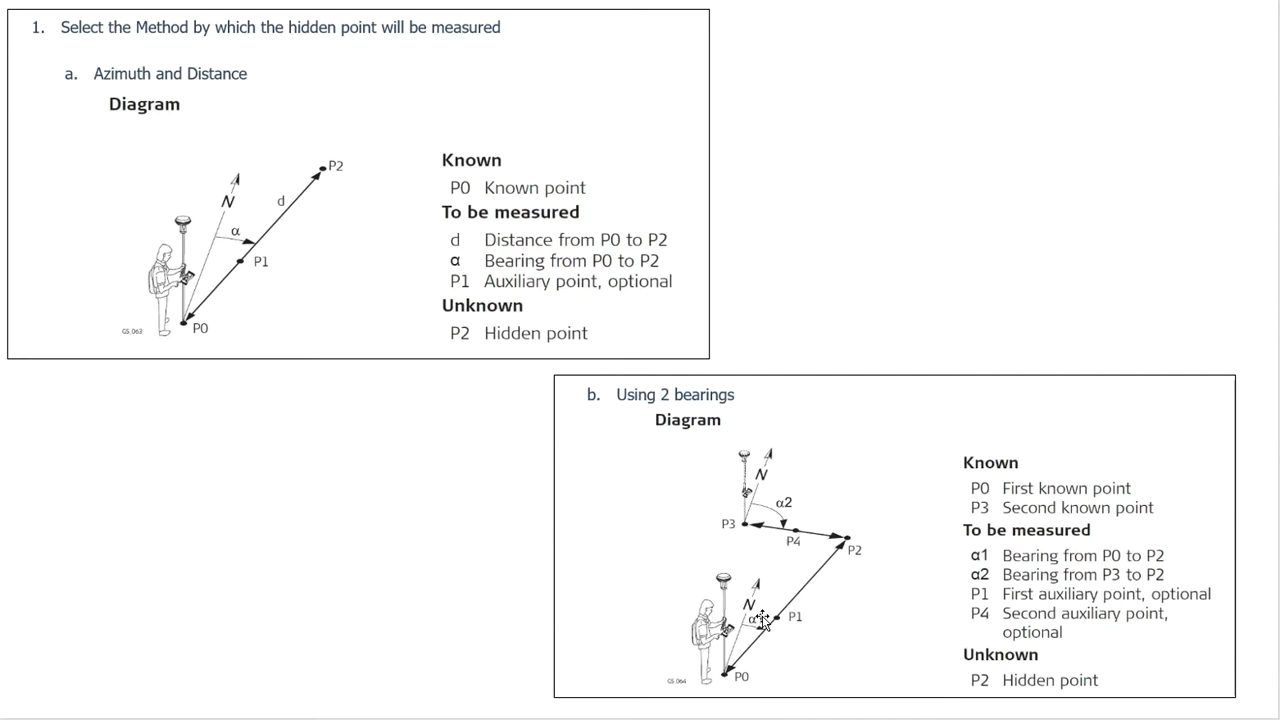 1. Select the Method by which the hidden point will be measured
a. Azimuth and Distance
Diagram
P2
N
d
α
P1
P0
GS_063
Known
P0 Known point
To be measured
d Distance from P0 to P2
α Bearing from P0 to P2
P1 Auxiliary point, optional
Unknown
P2 Hidden point
b. Using 2 bearings
Diagram
N
α2
P3
P4
P2
N
α
P1
P0
GS_064
Known
P0 First known point
P3 Second known point
To be measured
α1 Bearing from P0 to P2
α2 Bearing from P3 to P2
P1 First auxiliary point, optional
P4 Second auxiliary point,
optional
Unknown
P2 Hidden point